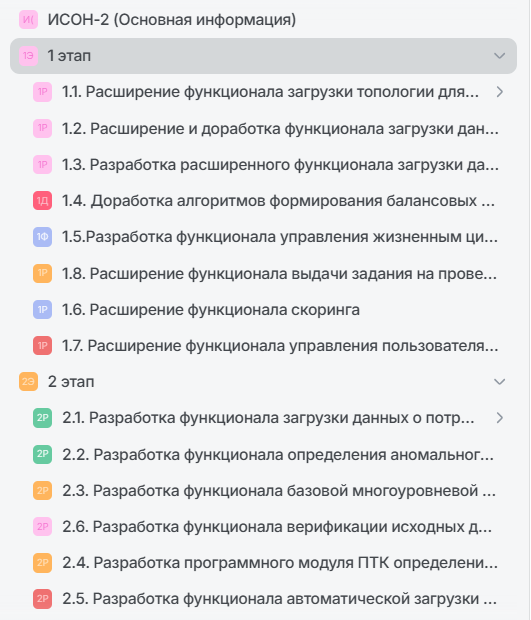 И( ИСОН-2 (Основная информация)
1Э 1 этап
1Р 1.1. Расширение функционала загрузки топологии для...
1Р 1.2. Расширение и доработка функционала загрузки дан...
1Р 1.3. Разработка расширенного функционала загрузки да...
1Д 1.4. Доработка алгоритмов формирования балансовых ...
1Ф 1.5.Разработка функционала управления жизненным ци...
1Р 1.8. Расширение функционала выдачи задания на прове...
1Р 1.6. Расширение функционала скоринга
1Р 1.7. Расширение функционала управления пользователя...
2Э 2 этап
2Р 2.1. Разработка функционала загрузки данных о потр...
2Р 2.2. Разработка функционала определения аномальног...
2Р 2.3. Разработка функционала базовой многоуровневой ...
2Р 2.6. Разработка функционала верификации исходных д...
2Р 2.4. Разработка программного модуля ПТК определени...
2Р 2.5. Разработка функционала автоматической загрузки ...